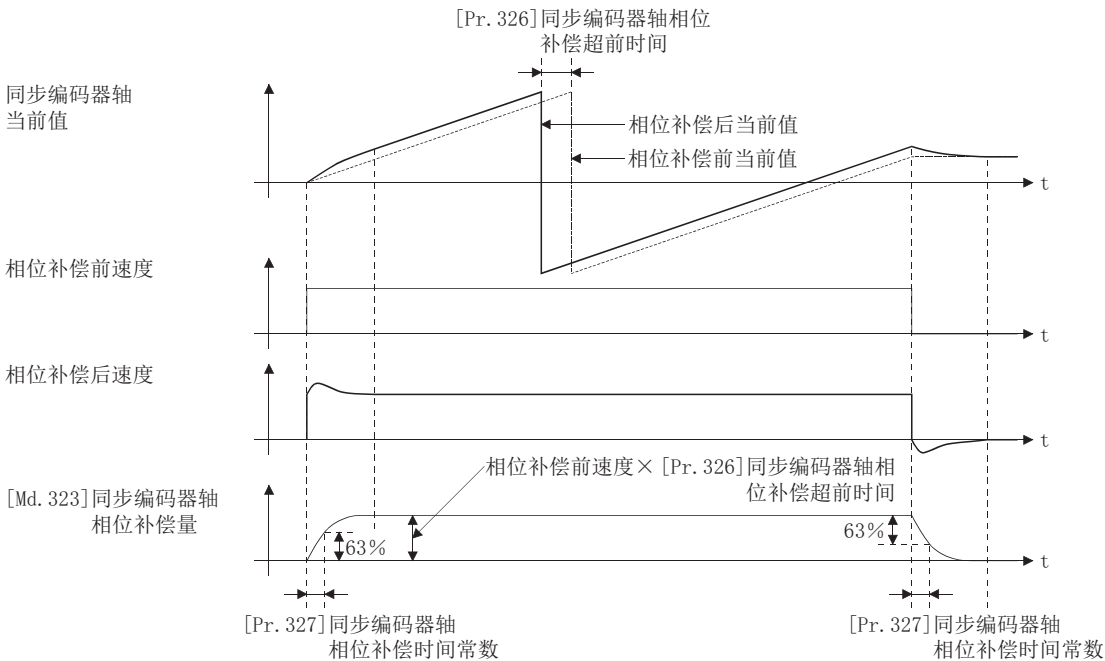 [Pr.326]同步编码器轴相位
补偿超前时间
同步编码器轴
当前值
相位补偿后当前值
相位补偿前当前值
t
相位补偿前速度
t
相位补偿后速度
t
相位补偿前速度×[Pr.326]同步编码器轴相
位补偿超前时间
[Md.323]同步编码器轴
相位补偿量
63%
63%
t
[Pr.327]同步编码器轴
相位补偿时间常数
[Pr.327]同步编码器轴
相位补偿时间常数